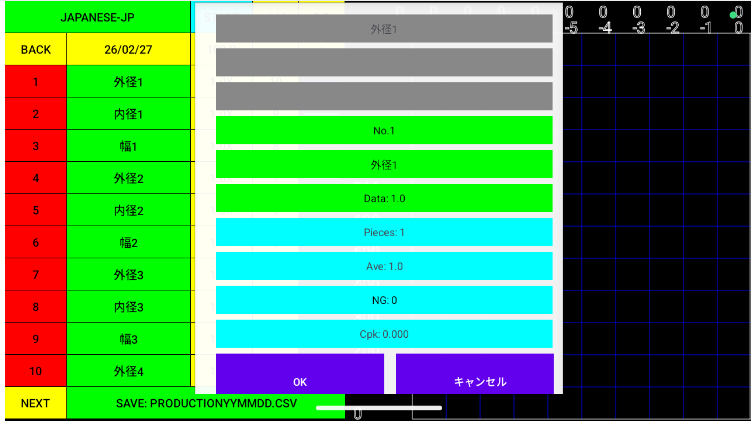 JAPANESE-JP
BACK 26/02/27
1 外径1
2 内径1
3 幅1
4 外径2
5 内径2
6 幅2
7 外径3
8 内径3
9 幅3
10 外径4
NEXT SAVE: PRODUCTIONYYMMDD.CSV
外径1
No.1
外径1
Data: 1.0
Pieces: 1
Ave: 1.0
NG: 0
Cpk: 0.000
OK キャンセル
0 0 0 0 0 0
-5 -4 -3 -2 -1 0
0